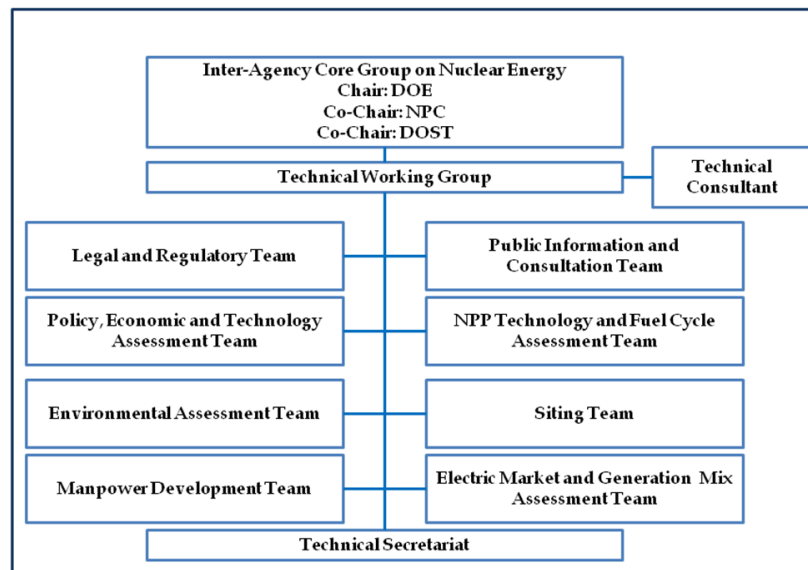 Inter-Agency Core Group on Nuclear Energy
Chair: DOE
Co-Chair: NPC
Co-Chair: DOST
Technical Working Group
Technical
Consultant
Legal and Regulatory Team
Public Information and
Consultation Team
Policy, Economic and Technology
Assessment Team
NPP Technology and Fuel Cycle
Assessment Team
Environmental Assessment Team
Siting Team
Manpower Development Team
Electric Market and Generation Mix
Assessment Team
Technical Secretariat